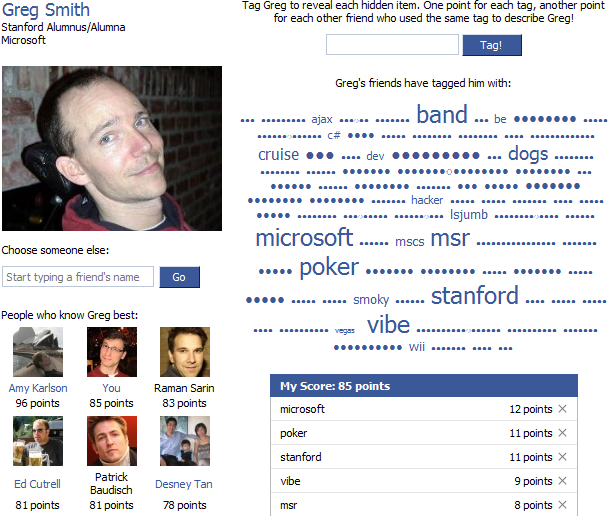 Greg Smith
Stanford Alumnus/Alumna
Microsoft
Choose someone else:
Start typing a friend's name
Go
People who know Greg best:
Amy Karlson
96 points
You
85 points
Raman Sarin
83 points
Ed Cutrell
81 points
Patrick
Baudisch
81 points
Desney Tan
78 points
Tag Greg to reveal each hidden item. One point for each tag, another point
for each other friend who used the same tag to describe Greg!
Tag!
Greg's friends have tagged him with:
ajax band be
c#
cruise dev dogs
hacker
lsjumb
microsoft mscs msr
poker
smoky stanford
vegas vibe
wii
My Score: 85 points
microsoft 12 points ×
poker 11 points ×
stanford 11 points ×
vibe 9 points ×
msr 8 points ×